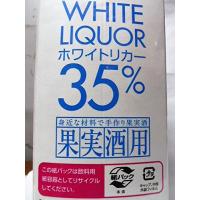 WHITE
LIQUOR
ホワイトリカー
35%
身近な材料で手作り果実酒
果実酒用
この紙パックは飲料用
紙容器としてリサイクル
してください。
紙パック